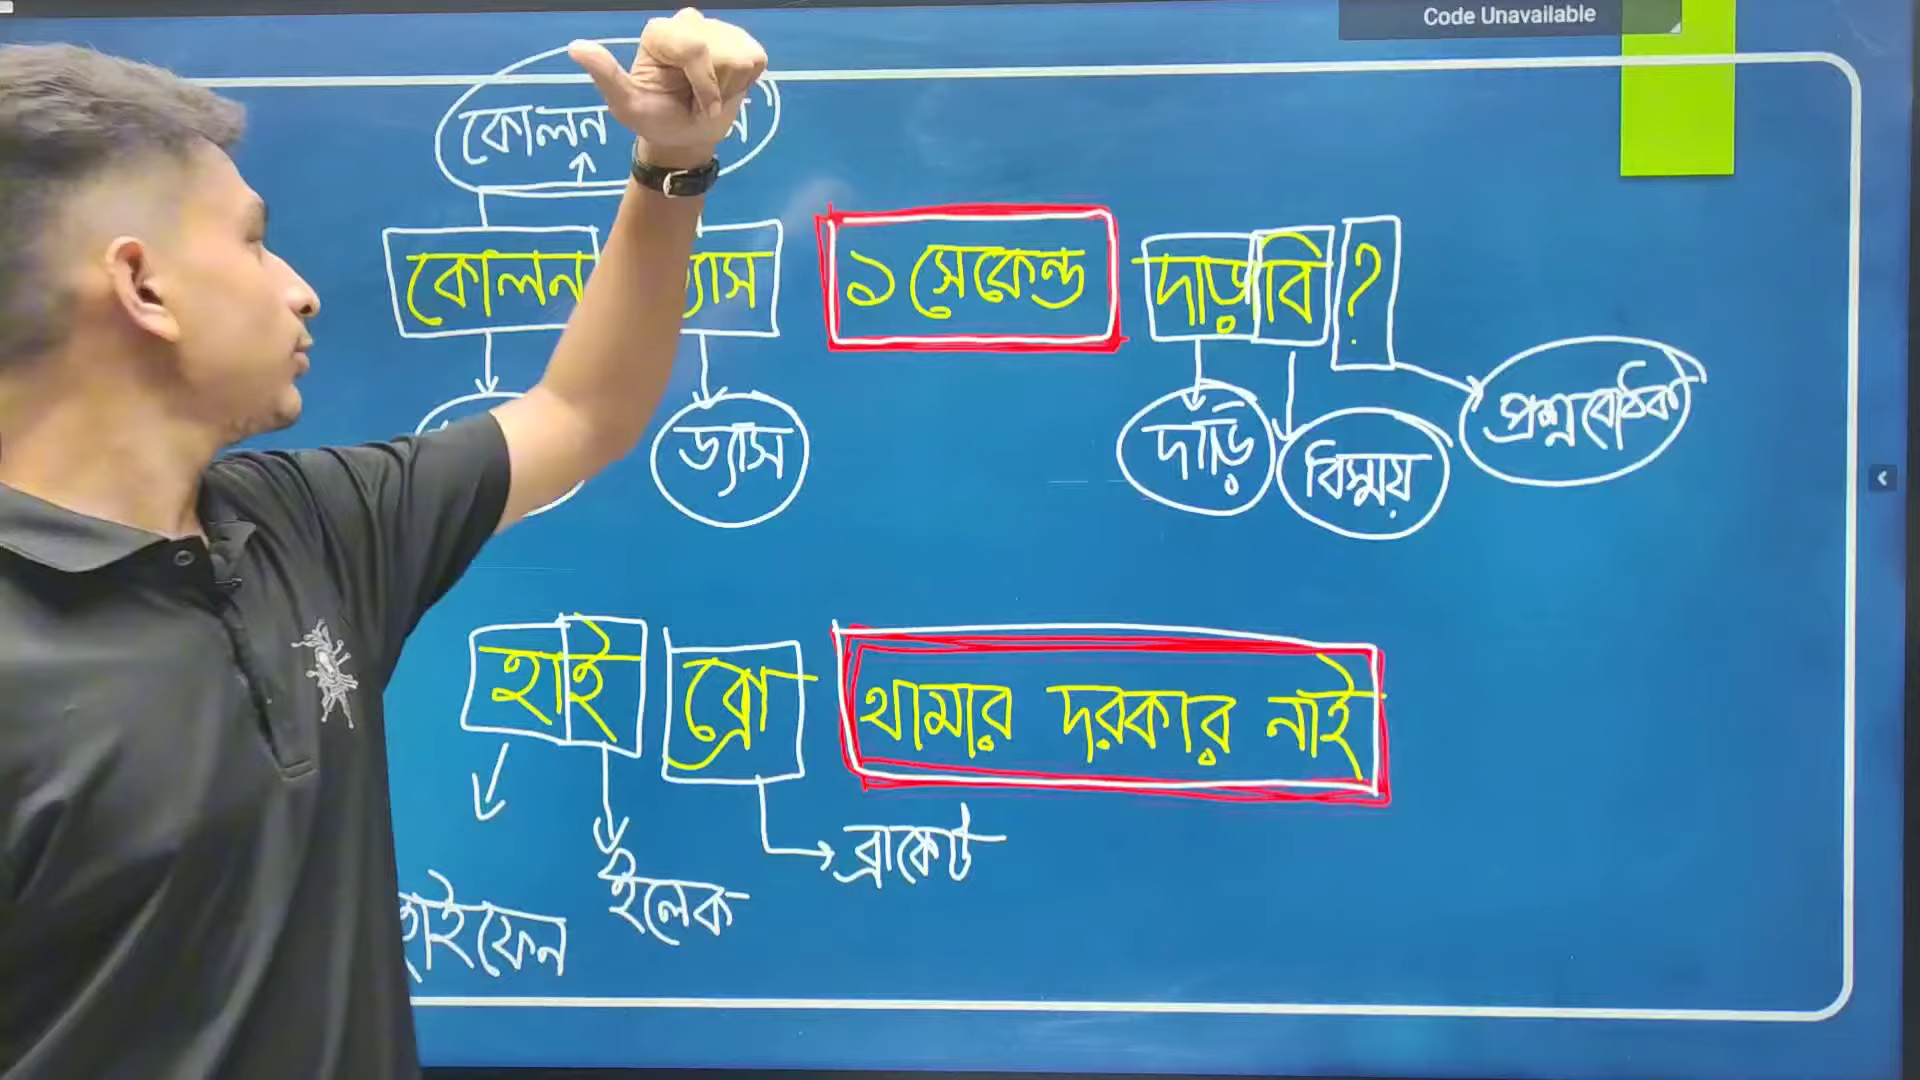 Code Unavailable
কোলন
কোলন ড্যাস ১ সেকেন্ড দাড়বি ?
ড্যাস দাড়ি বিস্ময় প্রশ্নবোধক
হাই ব্রো থামার দরকার নাই
ব্রাকেট
হাইফেন ইলেক